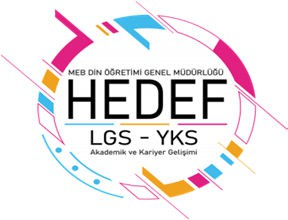 MEB DİN ÖĞRETİMİ GENEL MÜDÜRLÜĞÜ
HEDEF
LGS - YKS
Akademik ve Kariyer Gelişimi